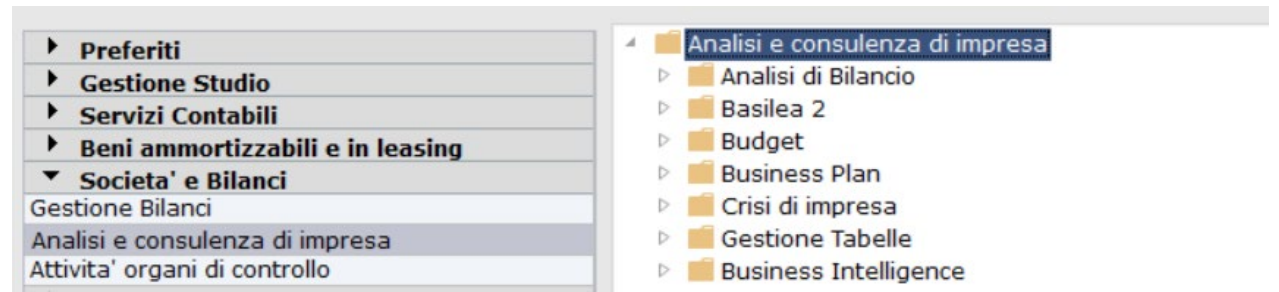 Preferiti
Gestione Studio
Servizi Contabili
Beni ammortizzabili e in leasing
Societa' e Bilanci
Gestione Bilanci
Analisi e consulenza di impresa
Attivita' organi di controllo
Analisi e consulenza di impresa
Analisi di Bilancio
Basilea 2
Budget
Business Plan
Crisi di impresa
Gestione Tabelle
Business Intelligence